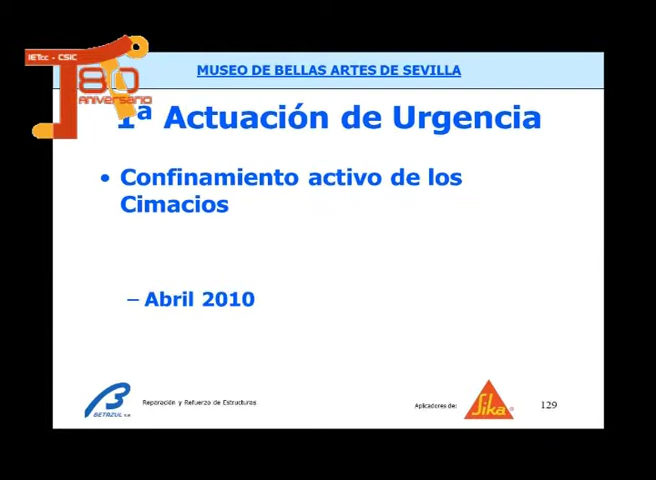 IETcc - CSIC
80
Aniversario
MUSEO DE BELLAS ARTES DE SEVILLA
1ª Actuación de Urgencia
• Confinamiento activo de los
Cimacios
– Abril 2010
BETAZUL S.A.
Reparación y Refuerzo de Estructuras
Aplicadores de:
Sika
129